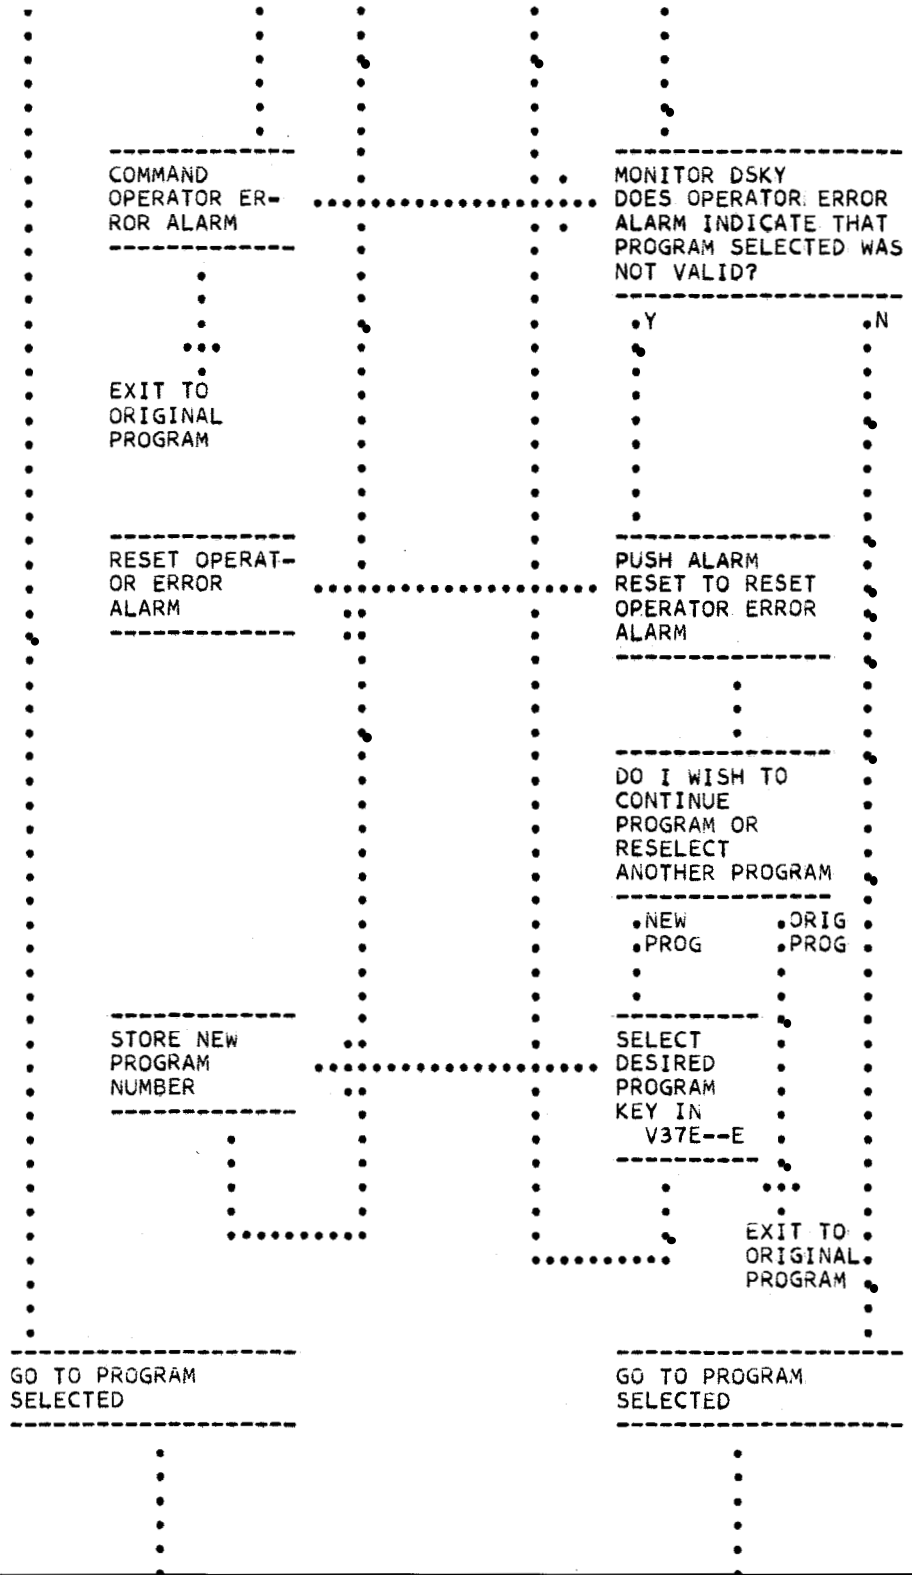 COMMAND
OPERATOR ER-
ROR ALARM
MONITOR DSKY
DOES OPERATOR ERROR
ALARM INDICATE THAT
PROGRAM SELECTED WAS
NOT VALID?
Y
N
EXIT TO
ORIGINAL
PROGRAM
RESET OPERAT-
OR ERROR
ALARM
PUSH ALARM
RESET TO RESET
OPERATOR ERROR
ALARM
DO I WISH TO
CONTINUE
PROGRAM OR
RESELECT
ANOTHER PROGRAM
NEW
PROG
ORIG
PROG
STORE NEW
PROGRAM
NUMBER
SELECT
DESIRED
PROGRAM
KEY IN
V37E--E
EXIT TO
ORIGINAL
PROGRAM
GO TO PROGRAM
SELECTED
GO TO PROGRAM
SELECTED